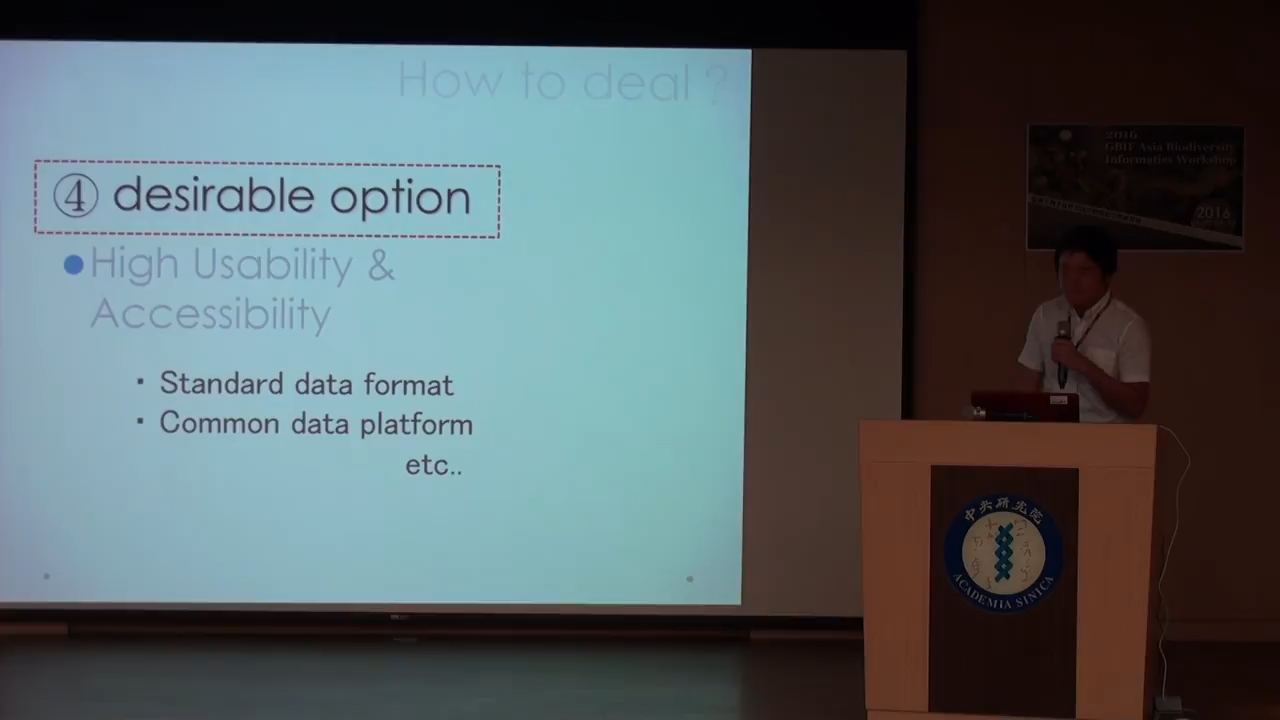 How to deal ?
④ desirable option
High Usability &
Accessibility
・ Standard data format
・ Common data platform
etc..
2016
GBIF Asia Biodiversity
Informatics Workshop
2016
中央研究院
ACADEMIA SINICA